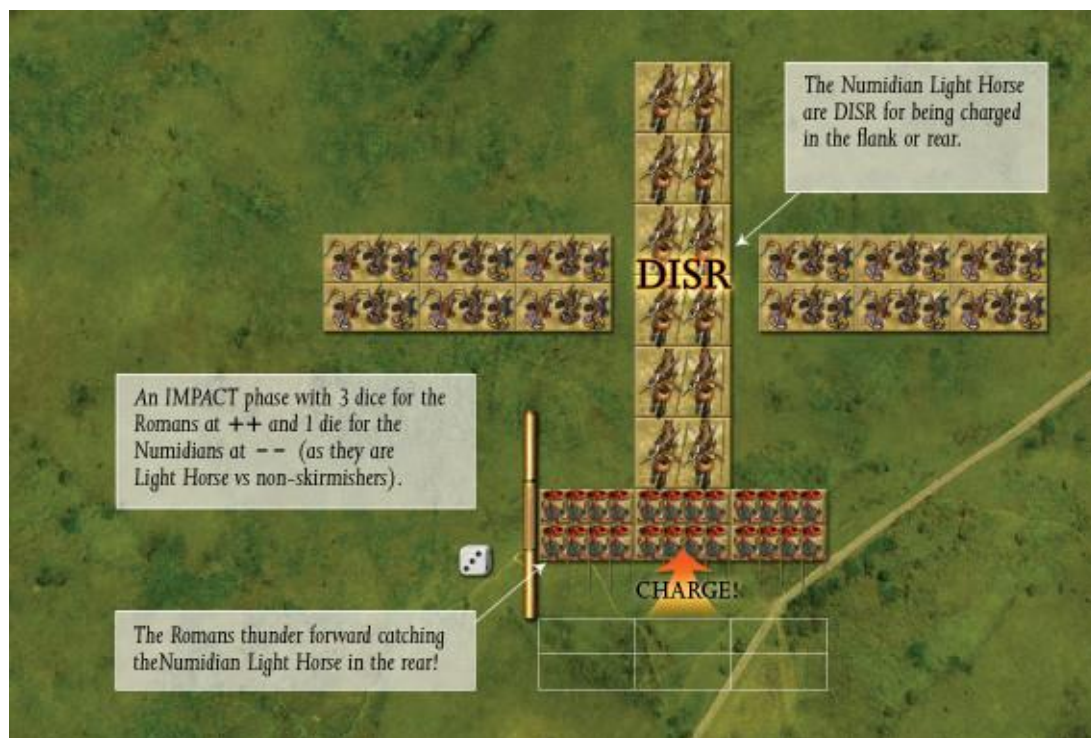 The Numidian Light Horse
are DISR for being charged
in the flank or rear.
DISR
An IMPACT phase with 3 dice for the
Romans at ++ and 1 die for the
Numidians at -- (as they are
Light Horse vs non-skirmishers).
CHARGE!
The Romans thunder forward catching
theNumidian Light Horse in the rear!